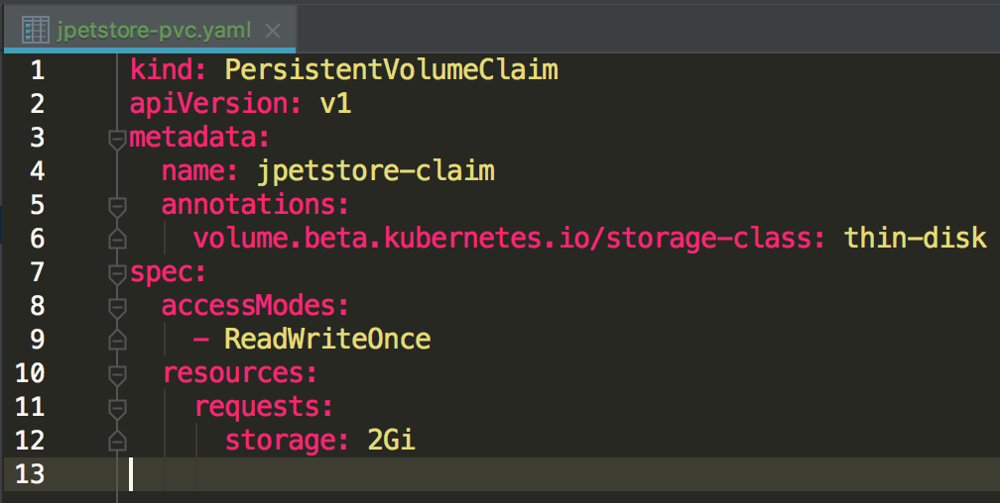 jpetstore-pvc.yaml
1 kind: PersistentVolumeClaim
2 apiVersion: v1
3 metadata:
4   name: jpetstore-claim
5   annotations:
6     volume.beta.kubernetes.io/storage-class: thin-disk
7 spec:
8   accessModes:
9     - ReadWriteOnce
10   resources:
11     requests:
12       storage: 2Gi
13